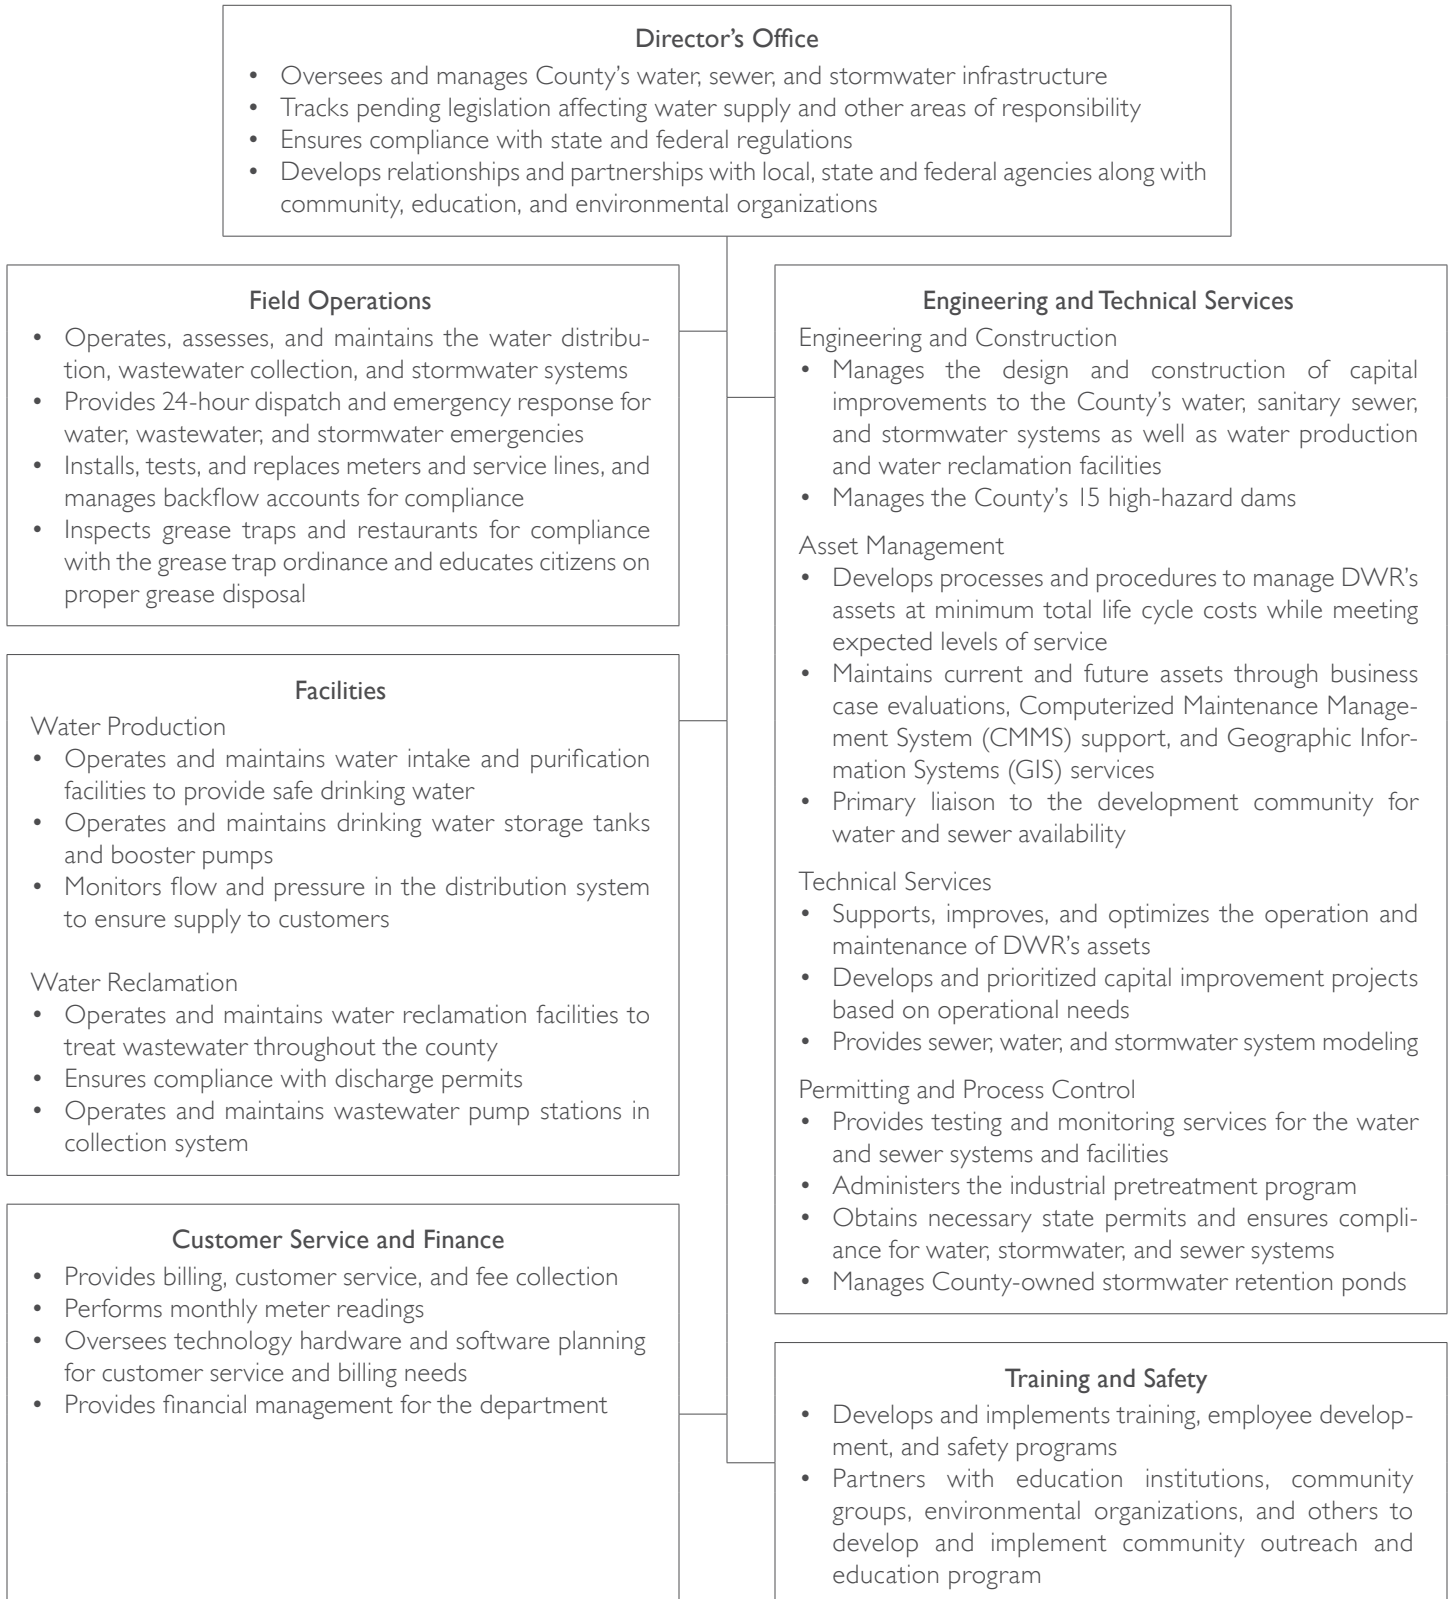 Director's Office
• Oversees and manages County's water, sewer, and stormwater infrastructure
• Tracks pending legislation affecting water supply and other areas of responsibility
• Ensures compliance with state and federal regulations
• Develops relationships and partnerships with local, state and federal agencies along with
community, education, and environmental organizations
Field Operations
• Operates, assesses, and maintains the water distribu-
tion, wastewater collection, and stormwater systems
• Provides 24-hour dispatch and emergency response for
water, wastewater, and stormwater emergencies
• Installs, tests, and replaces meters and service lines, and
manages backflow accounts for compliance
• Inspects grease traps and restaurants for compliance
with the grease trap ordinance and educates citizens on
proper grease disposal
Facilities
Water Production
• Operates and maintains water intake and purification
facilities to provide safe drinking water
• Operates and maintains drinking water storage tanks
and booster pumps
• Monitors flow and pressure in the distribution system
to ensure supply to customers
Water Reclamation
• Operates and maintains water reclamation facilities to
treat wastewater throughout the county
• Ensures compliance with discharge permits
• Operates and maintains wastewater pump stations in
collection system
Customer Service and Finance
• Provides billing, customer service, and fee collection
• Performs monthly meter readings
• Oversees technology hardware and software planning
for customer service and billing needs
• Provides financial management for the department
Engineering and Technical Services
Engineering and Construction
• Manages the design and construction of capital
improvements to the County's water, sanitary sewer,
and stormwater systems as well as water production
and water reclamation facilities
• Manages the County's 15 high-hazard dams
Asset Management
• Develops processes and procedures to manage DWR's
assets at minimum total life cycle costs while meeting
expected levels of service
• Maintains current and future assets through business
case evaluations, Computerized Maintenance Manage-
ment System (CMMS) support, and Geographic Infor-
mation Systems (GIS) services
• Primary liaison to the development community for
water and sewer availability
Technical Services
• Supports, improves, and optimizes the operation and
maintenance of DWR's assets
• Develops and prioritized capital improvement projects
based on operational needs
• Provides sewer, water, and stormwater system modeling
Permitting and Process Control
• Provides testing and monitoring services for the water
and sewer systems and facilities
• Administers the industrial pretreatment program
• Obtains necessary state permits and ensures compli-
ance for water, stormwater, and sewer systems
• Manages County-owned stormwater retention ponds
Training and Safety
• Develops and implements training, employee develop-
ment, and safety programs
• Partners with education institutions, community
groups, environmental organizations, and others to
develop and implement community outreach and
education program